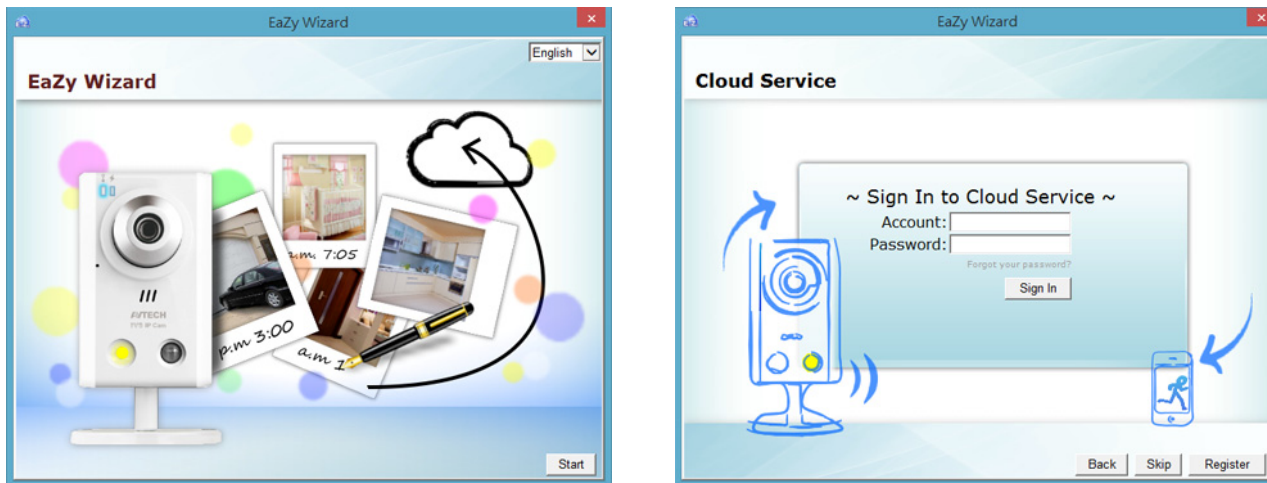 EaZy Wizard
English
EaZy Wizard
a.m. 7:05
AVTECH
p.m 3:00
a.m 1
Start
EaZy Wizard
Cloud Service
~ Sign In to Cloud Service ~
Account:
Password:
Forgot your password?
Sign In
Back Skip Register